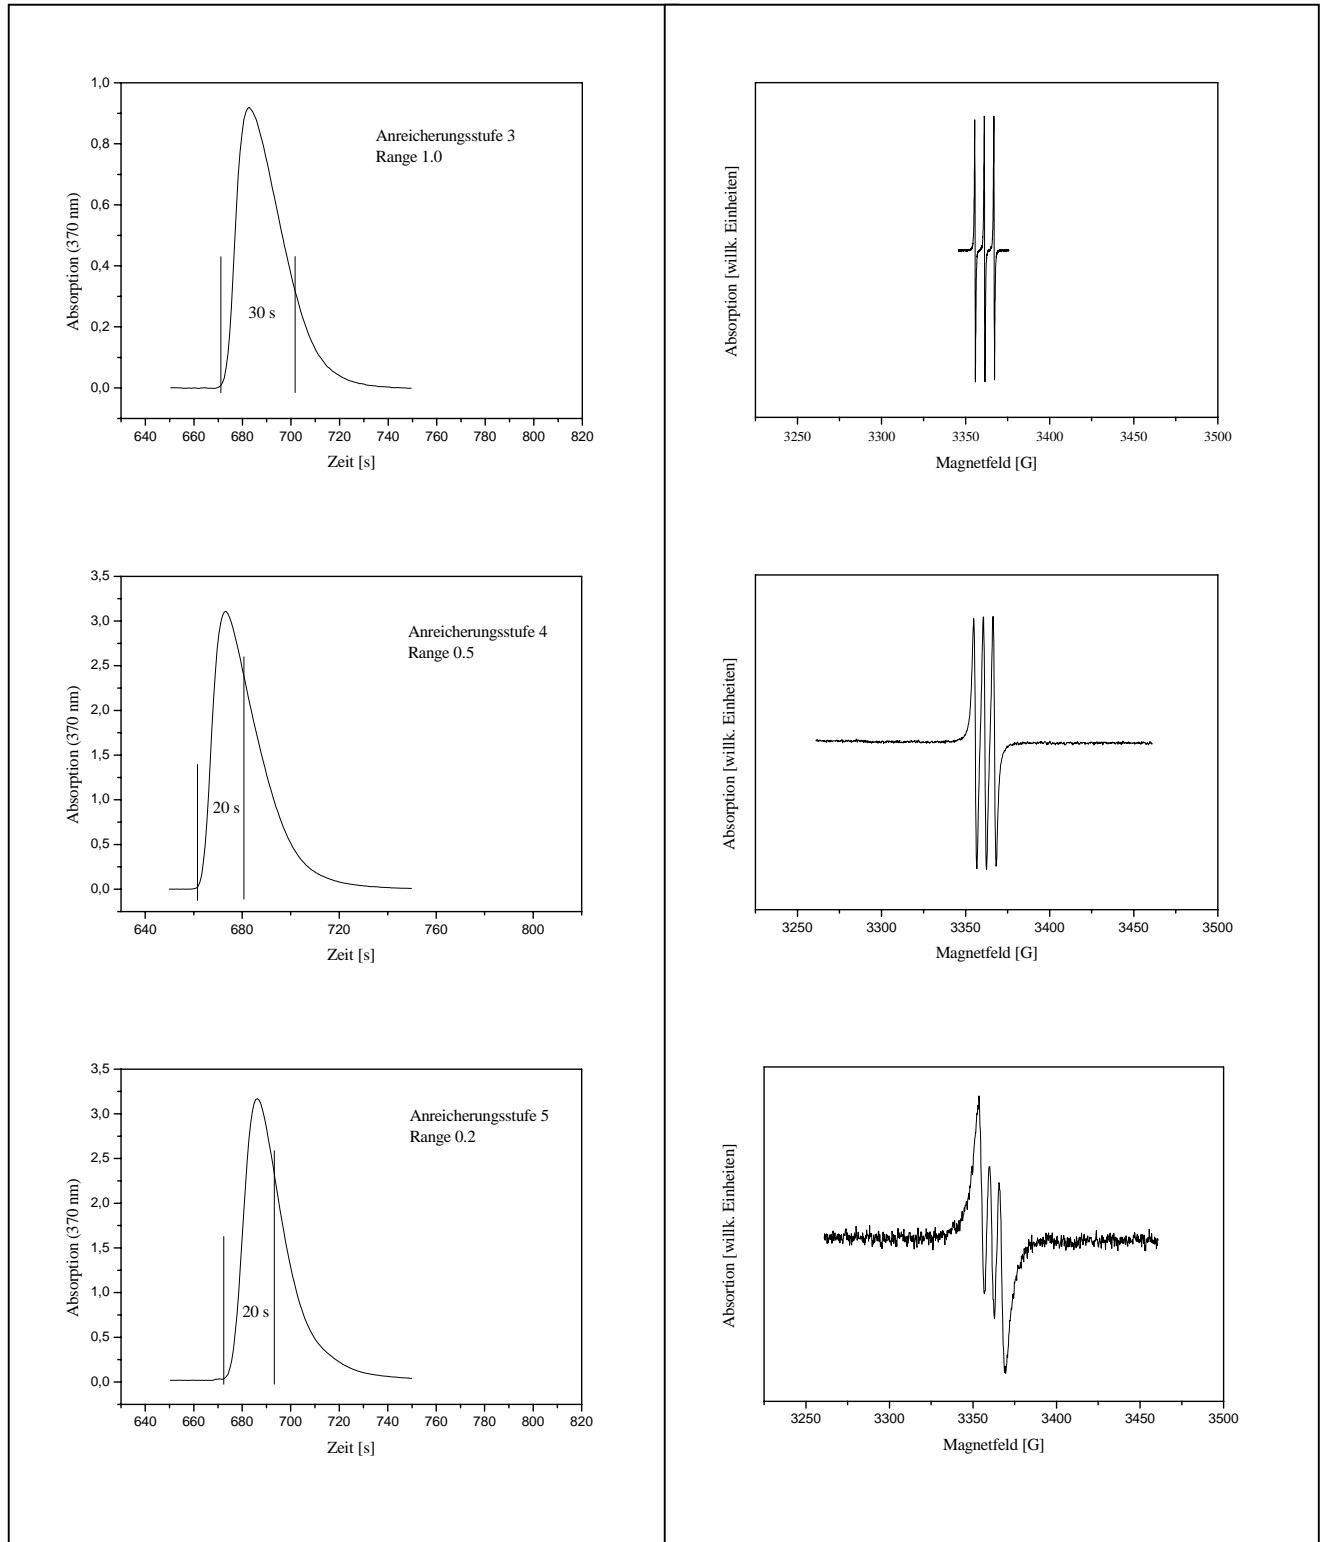 1,0
0,8
0,6
0,4
0,2
0,0
Absorption (370 nm)
Anreicherungsstufe 3
Range 1.0
30 s
640 660 680 700 720 740 760 780 800 820
Zeit [s]
Absorption [willk. Einheiten]
3250 3300 3350 3400 3450 3500
Magnetfeld [G]
3,5
3,0
2,5
2,0
1,5
1,0
0,5
0,0
Absorption (370 nm)
Anreicherungsstufe 4
Range 0.5
20 s
640 680 720 760 800
Zeit [s]
Absorption [willk. Einheiten]
3250 3300 3350 3400 3450 3500
Magnetfeld [G]
3,5
3,0
2,5
2,0
1,5
1,0
0,5
0,0
Absorption (370 nm)
Anreicherungsstufe 5
Range 0.2
20 s
640 660 680 700 720 740 760 780 800 820
Zeit [s]
Absortion [willk. Einheiten]
3250 3300 3350 3400 3450 3500
Magnetfeld [G]